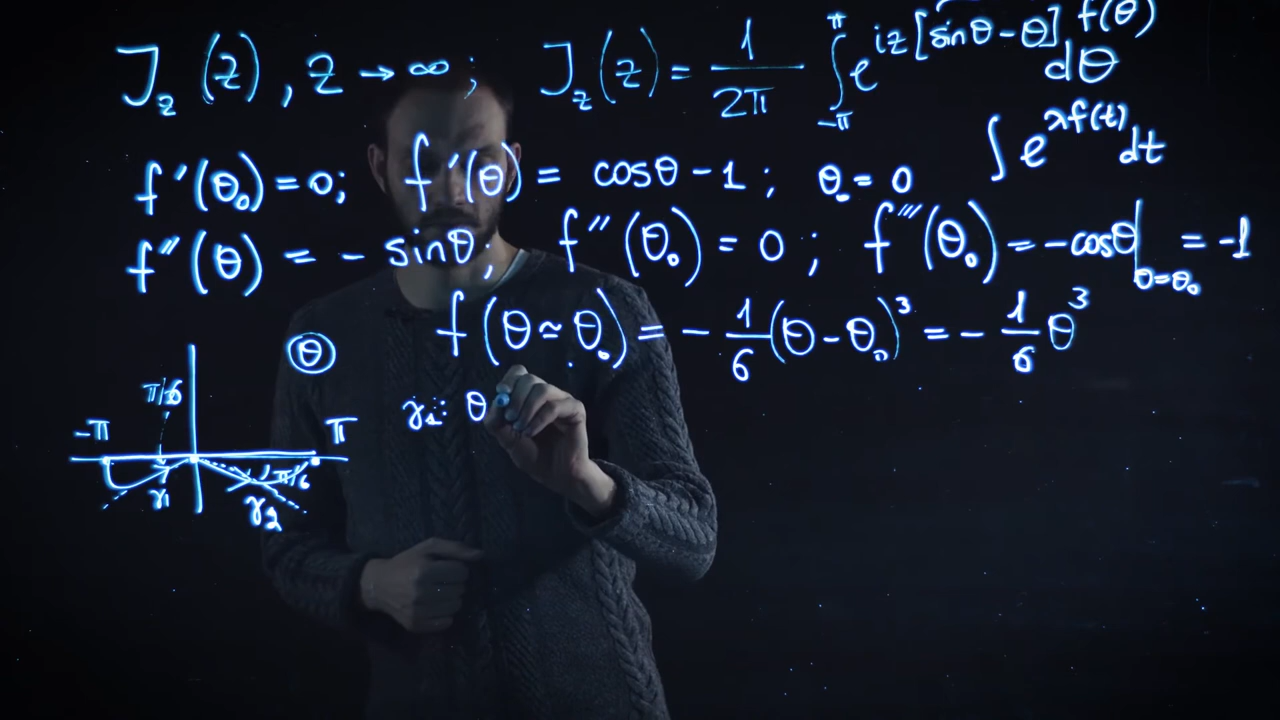 J_z(z), z → ∞; J_z(z) = 1/2π ∫_{-π}^{π} e^{iz[sinθ - θ]} dθ f(θ)
∫ e^{λf(t)} dt
f'(θ₀) = 0; f'(θ) = cosθ - 1; θ₀ = 0
f''(θ) = - sinθ; f''(θ₀) = 0; f'''(θ₀) = -cosθ|_{θ=θ₀} = -1
f(θ ≃ θ₀) = - 1/6 (θ - θ₀)³ = - 1/6 θ³
θ
π/6
γ₁: θ
-π
π
π/6
γ₁
γ₂